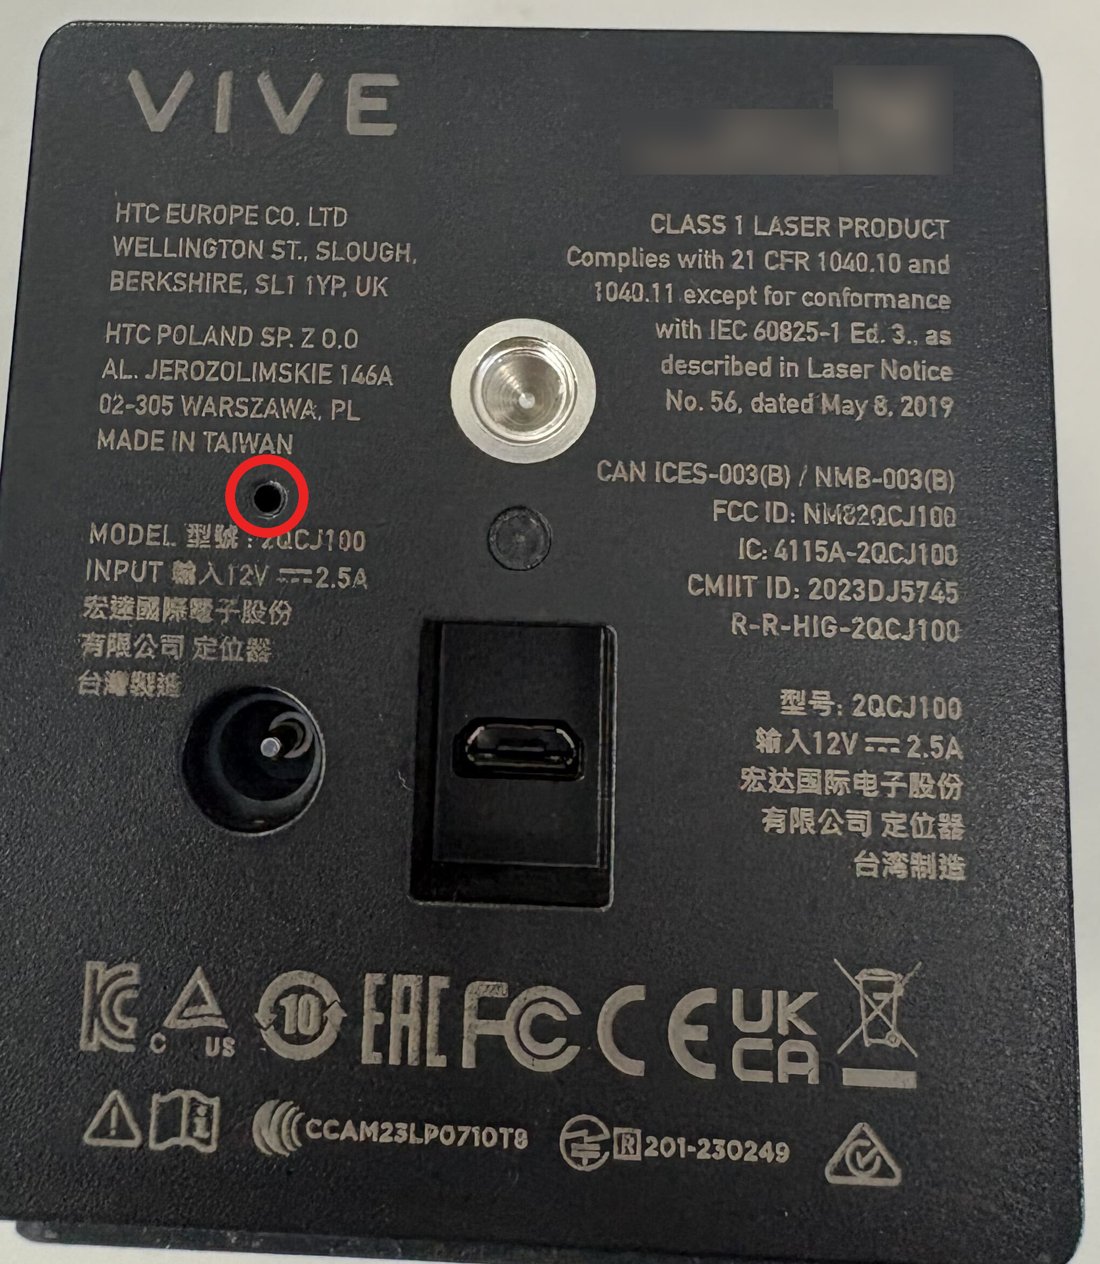 VIVE
HTC EUROPE CO. LTD
WELLINGTON ST., SLOUGH,
BERKSHIRE, SL1 1YP, UK
HTC POLAND SP. Z O.O
AL. JEROZOLIMSKIE 146A
02-305 WARSZAWA, PL
MADE IN TAIWAN
MODEL 型號 : 2QCJ100
INPUT 輸入12V ⎓ 2.5A
宏達國際電子股份
有限公司 定位器
台灣製造
CLASS 1 LASER PRODUCT
Complies with 21 CFR 1040.10 and
1040.11 except for conformance
with IEC 60825-1 Ed. 3., as
described in Laser Notice
No. 56, dated May 8, 2019
CAN ICES-003(B) / NMB-003(B)
FCC ID: NM82QCJ100
IC: 4115A-2QCJ100
CMIIT ID: 2023DJ5745
R-R-HIG-2QCJ100
型号: 2QCJ100
输入12V ⎓ 2.5A
宏达国际电子股份
有限公司 定位器
台湾制造
KC C US 10 EAC FC CE UK CA
CCAM23LP0710T8 R 201-230249